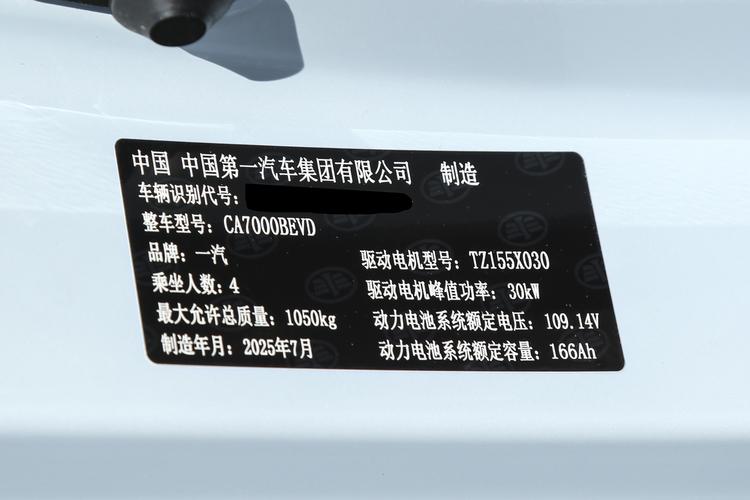 中国 中国第一汽车集团有限公司 制造
车辆识别代号:
整车型号: CA7000BEVD
品牌: 一汽
驱动电机型号: TZ155X030
乘坐人数: 4
驱动电机峰值功率: 30kW
最大允许总质量: 1050kg
动力电池系统额定电压: 109.14V
制造年月: 2025年7月
动力电池系统额定容量: 166Ah